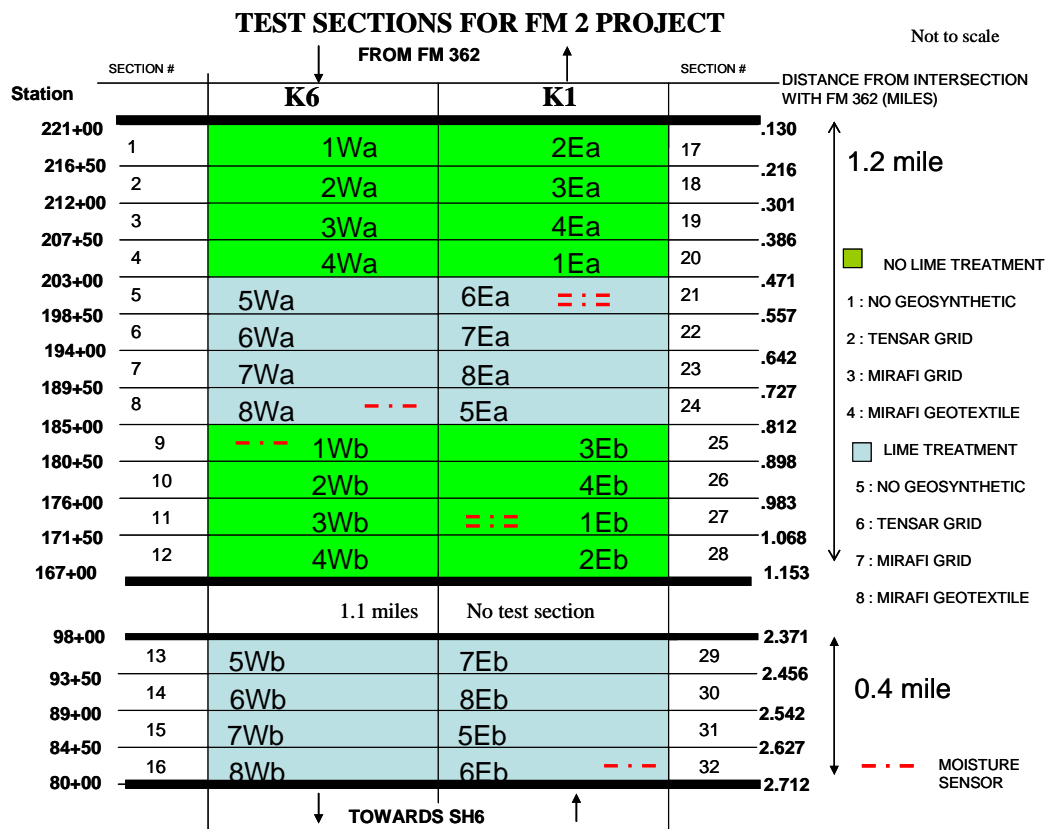 TEST SECTIONS FOR FM 2 PROJECT
Not to scale
FROM FM 362
SECTION #
SECTION #
DISTANCE FROM INTERSECTION
WITH FM 362 (MILES)
Station
K6
K1
221+00
.130
1
1Wa
2Ea
17
1.2 mile
216+50
.216
2
2Wa
3Ea
18
212+00
.301
3
3Wa
4Ea
19
207+50
.386
4
4Wa
1Ea
20
NO LIME TREATMENT
203+00
.471
5
5Wa
6Ea
21
1 : NO GEOSYNTHETIC
198+50
.557
6
6Wa
7Ea
22
2 : TENSAR GRID
194+00
.642
7
7Wa
8Ea
23
3 : MIRAFI GRID
189+50
.727
8
8Wa
5Ea
24
4 : MIRAFI GEOTEXTILE
185+00
.812
9
1Wb
3Eb
25
LIME TREATMENT
180+50
.898
10
2Wb
4Eb
26
5 : NO GEOSYNTHETIC
176+00
.983
11
3Wb
1Eb
27
6 : TENSAR GRID
171+50
1.068
12
4Wb
2Eb
28
7 : MIRAFI GRID
167+00
1.153
8 : MIRAFI GEOTEXTILE
1.1 miles
No test section
98+00
2.371
13
5Wb
7Eb
29
93+50
2.456
14
6Wb
8Eb
30
0.4 mile
89+00
2.542
15
7Wb
5Eb
31
84+50
2.627
16
8Wb
6Eb
32
MOISTURE
SENSOR
80+00
2.712
TOWARDS SH6